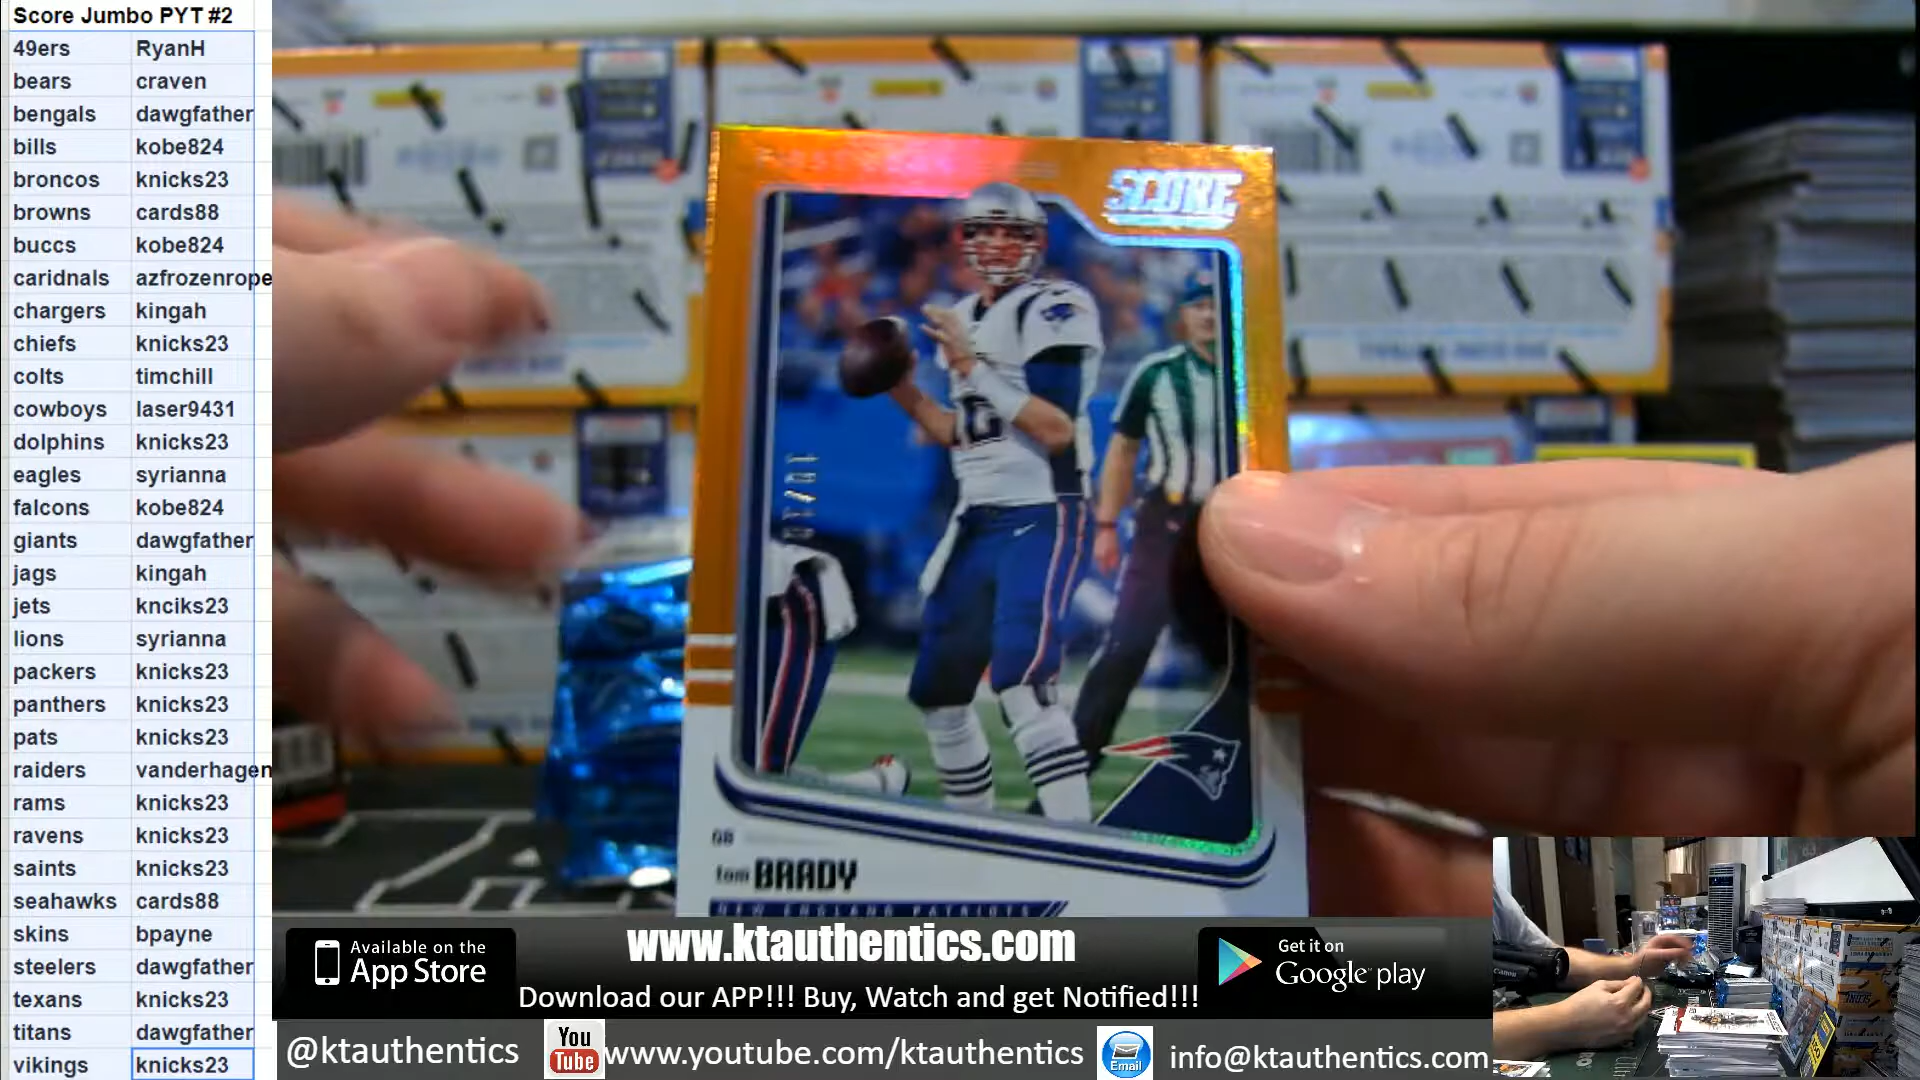 Score Jumbo PYT #2
49ers RyanH
bears craven
bengals dawgfather
bills kobe824
broncos knicks23
browns cards88
buccs kobe824
caridnals azfrozenrope
chargers kingah
chiefs knicks23
colts timchill
cowboys laser9431
dolphins knicks23
eagles syrianna
falcons kobe824
giants dawgfather
jags kingah
jets knciks23
lions syrianna
packers knicks23
panthers knicks23
pats knicks23
raiders vanderhagen
rams knicks23
ravens knicks23
saints knicks23
seahawks cards88
skins bpayne
steelers dawgfather
texans knicks23
titans dawgfather
vikings knicks23
SCORE
QB
tom BRADY
NEW ENGLAND PATRIOTS
Available on the
App Store
www.ktauthentics.com
Get it on
Google play
Download our APP!!! Buy, Watch and get Notified!!!
@ktauthentics
You
Tube
www.youtube.com/ktauthentics
Email
info@ktauthentics.com